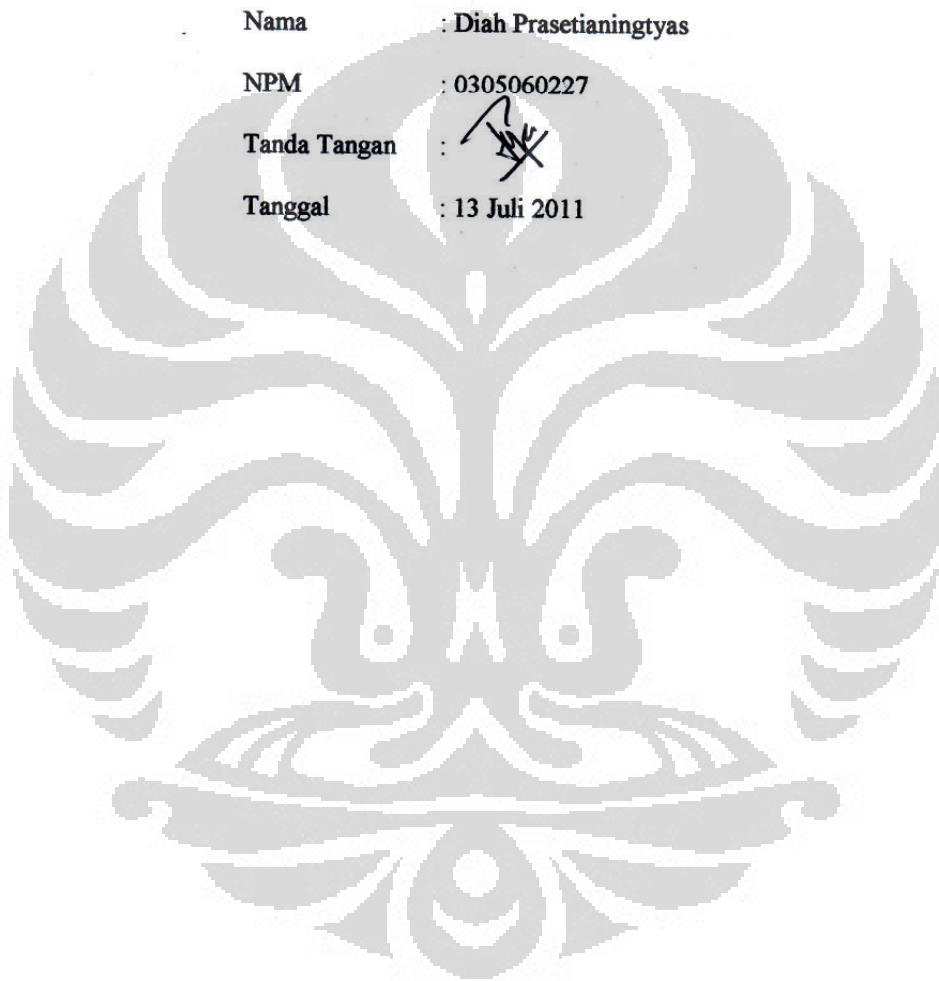 Nama : Diah Prasetianingtyas
NPM : 0305060227
Tanda Tangan :
Tanggal : 13 Juli 2011